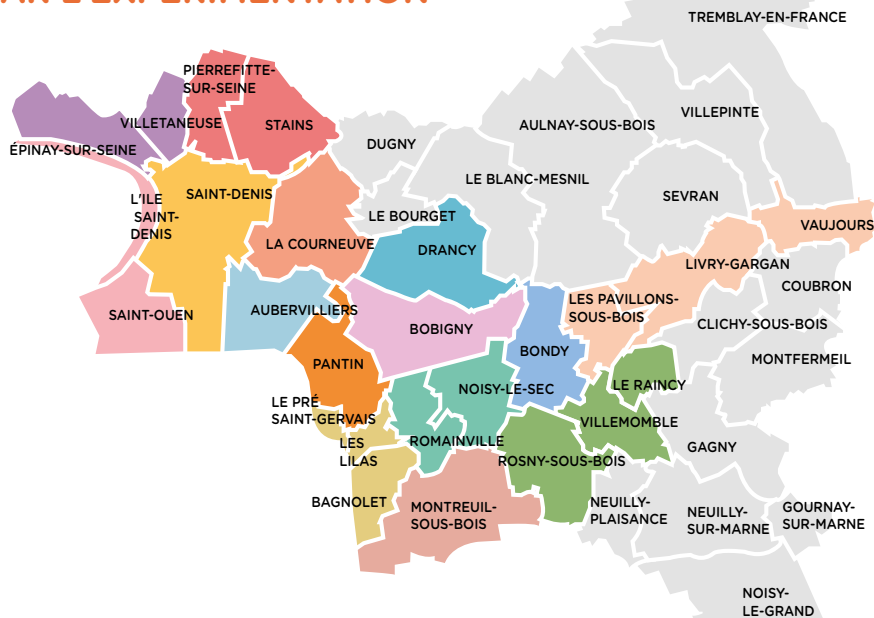 EXPÉRIMENTATION
TREMBLAY-EN-FRANCE
PIERREFITTE-
SUR-SEINE
VILLETANEUSE
STAINS
ÉPINAY-SUR-SEINE
DUGNY
AULNAY-SOUS-BOIS
VILLEPINTE
LE BLANC-MESNIL
SEVRAN
L'ILE
SAINT-
DENIS
SAINT-DENIS
LE BOURGET
VAUJOURS
LA COURNEUVE
DRANCY
LIVRY-GARGAN
COUBRON
SAINT-OUEN
AUBERVILLIERS
LES PAVILLONS-
SOUS-BOIS
BOBIGNY
CLICHY-SOUS-BOIS
BONDY
MONTFERMEIL
PANTIN
NOISY-LE-SEC
LE RAINCY
LE PRÉ
SAINT-GERVAIS
VILLEMOMBLE
LES
LILAS
ROMAINVILLE
GAGNY
ROSNY-SOUS-BOIS
BAGNOLET
MONTREUIL-
SOUS-BOIS
NEUILLY-
PLAISANCE
NEUILLY-
SUR-MARNE
GOURNAY-
SUR-MARNE
NOISY-
LE-GRAND